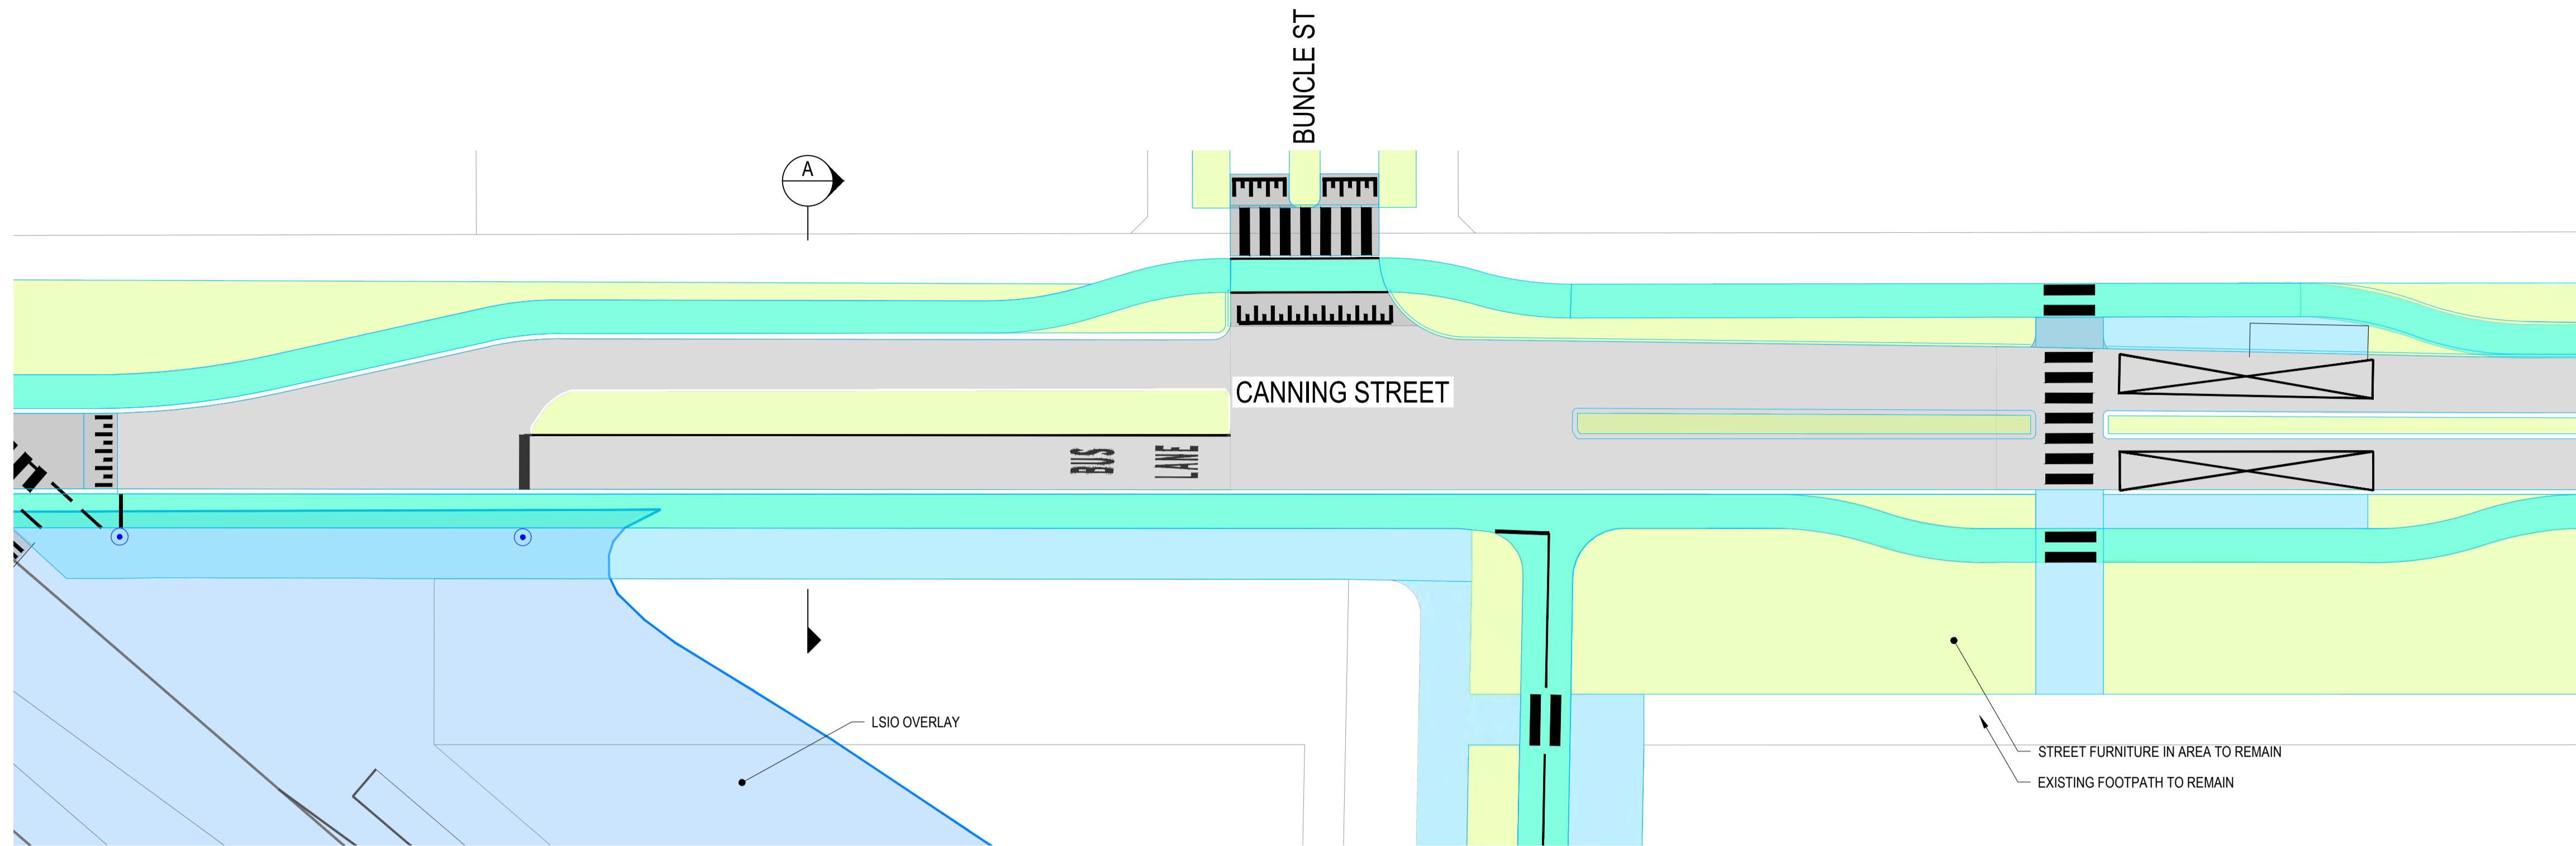 BUNCLE ST
A
CANNING STREET
BUS
LANE
LSIO OVERLAY
STREET FURNITURE IN AREA TO REMAIN
EXISTING FOOTPATH TO REMAIN